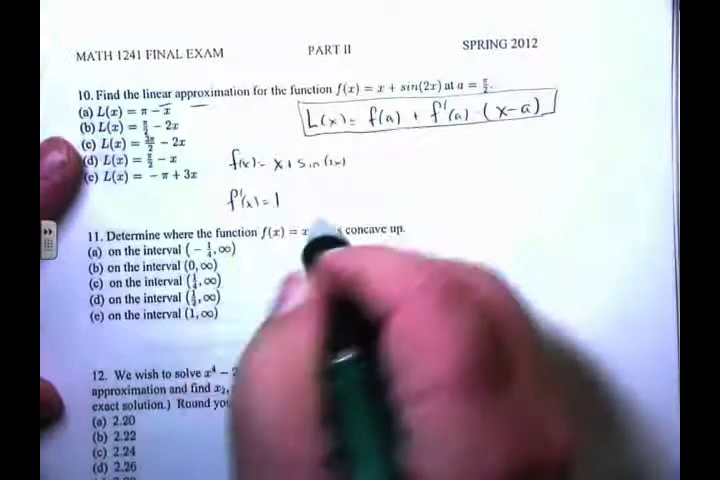 MATH 1241 FINAL EXAM PART II SPRING 2012
10. Find the linear approximation for the function f(x) = x + sin(2x) at a = π/2.
(a) L(x) = π − x
(b) L(x) = π/2 − 2x
(c) L(x) = 3π/2 − 2x
(d) L(x) = π/2 − x
(e) L(x) = −π + 3x
L(x) = f(a) + f'(a) · (x-a)
f(x) = x + sin(2x)
f'(x) = 1
11. Determine where the function f(x) = concave up.
(a) on the interval (−1/4, ∞)
(b) on the interval (0, ∞)
(c) on the interval (1/4, ∞)
(d) on the interval (1/2, ∞)
(e) on the interval (1, ∞)
12. We wish to solve x⁴ −
approximation and find x₂,
exact solution.) Round
(a) 2.20
(b) 2.22
(c) 2.24
(d) 2.26